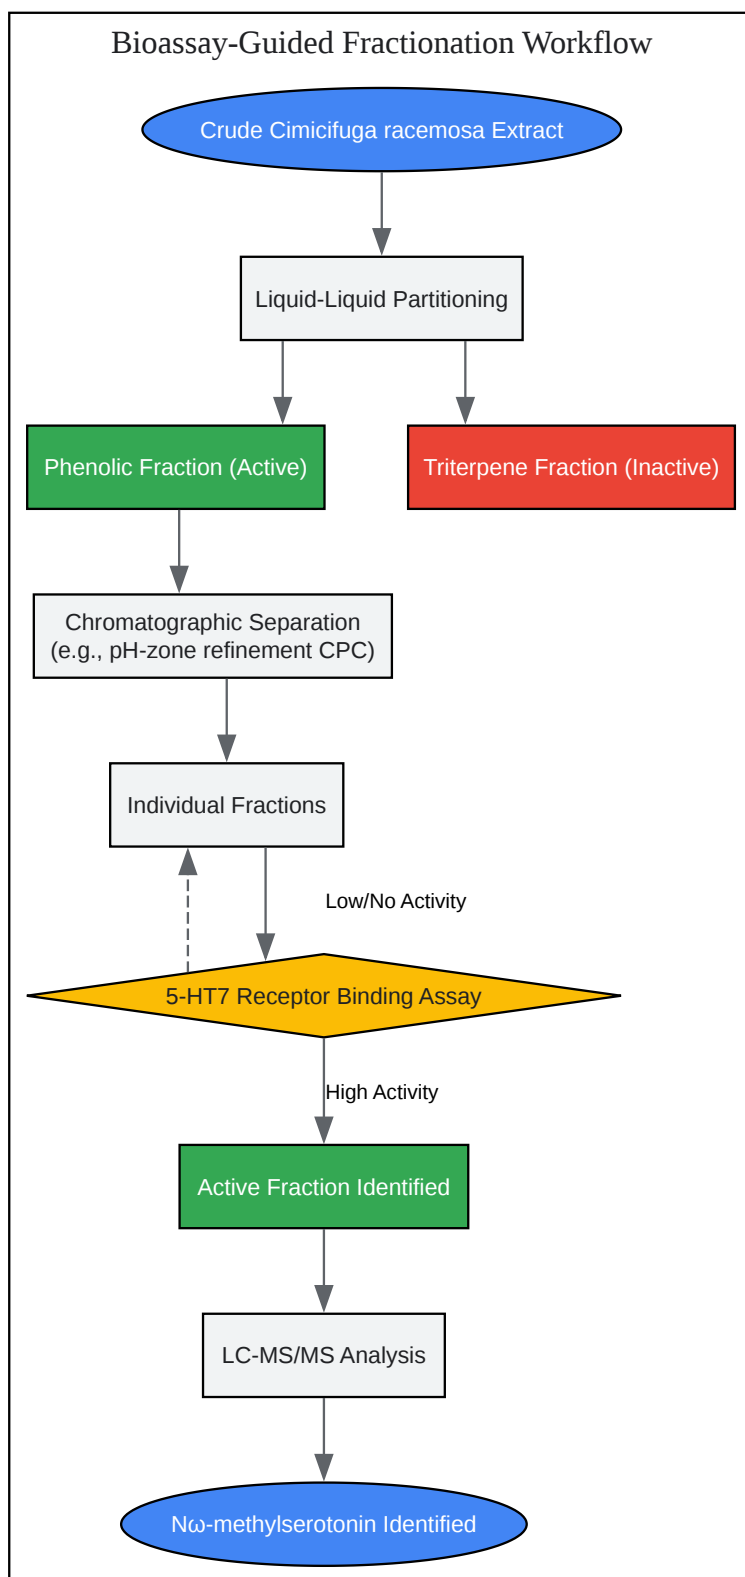 Bioassay-Guided Fractionation Workflow
Crude Cimicifuga racemosa Extract
Liquid-Liquid Partitioning
Phenolic Fraction (Active)
Triterpene Fraction (Inactive)
Chromatographic Separation
(e.g., pH-zone refinement CPC)
Individual Fractions
Low/No Activity
5-HT7 Receptor Binding Assay
High Activity
Active Fraction Identified
LC-MS/MS Analysis
Nω-methylserotonin Identified